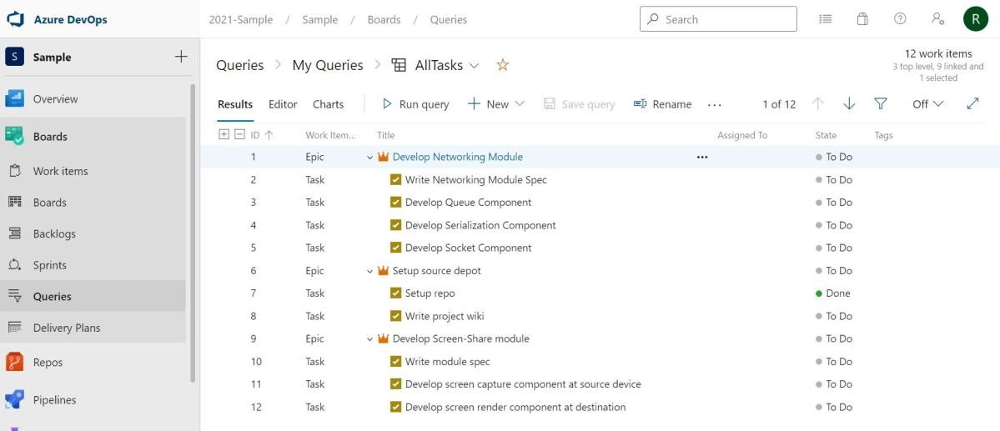 Azure DevOps
2021-Sample / Sample / Boards / Queries
Search
R
S Sample
Overview
Boards
Work items
Boards
Backlogs
Sprints
Queries
Delivery Plans
Repos
Pipelines
Queries > My Queries > AllTasks
12 work items
3 top level, 9 linked and
1 selected
Results Editor Charts Run query New Save query Rename ... 1 of 12 Off
ID Work Item... Title Assigned To State Tags
1 Epic Develop Networking Module ... To Do
2 Task Write Networking Module Spec To Do
3 Task Develop Queue Component To Do
4 Task Develop Serialization Component To Do
5 Task Develop Socket Component To Do
6 Epic Setup source depot To Do
7 Task Setup repo Done
8 Task Write project wiki To Do
9 Epic Develop Screen-Share module To Do
10 Task Write module spec To Do
11 Task Develop screen capture component at source device To Do
12 Task Develop screen render component at destination To Do